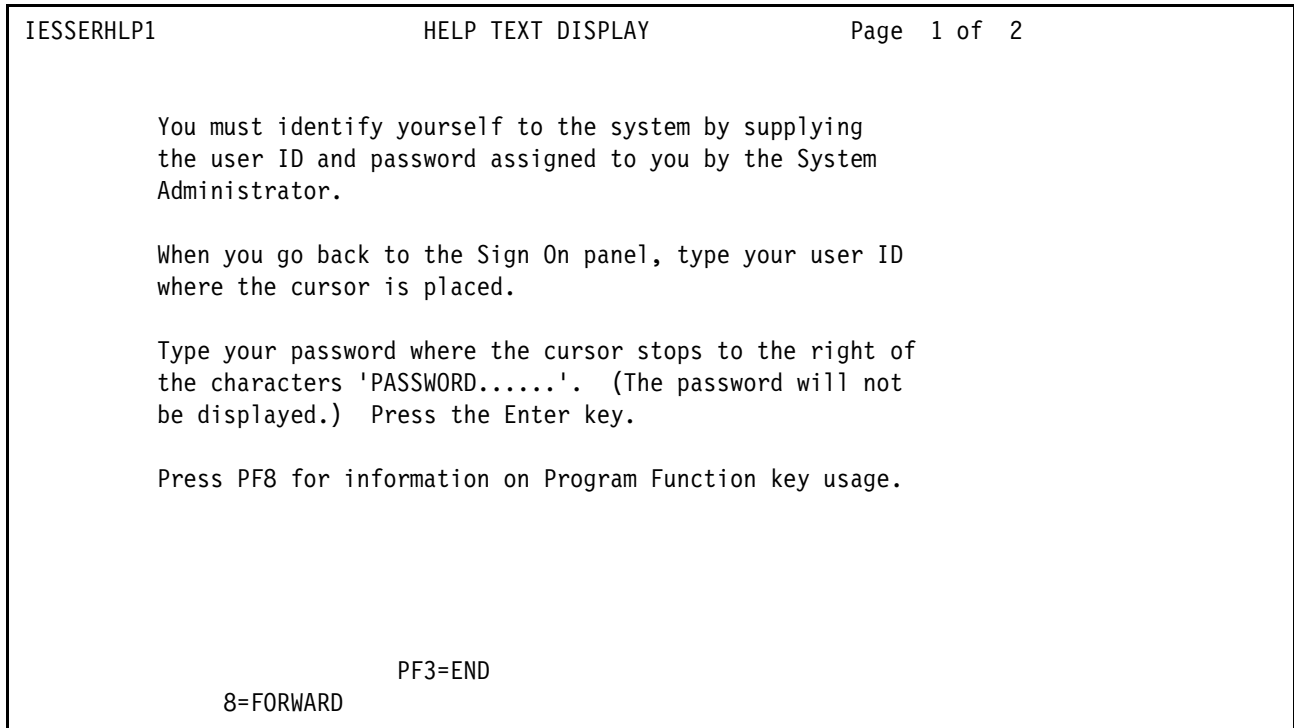 IESSERHLP1 HELP TEXT DISPLAY Page 1 of 2
You must identify yourself to the system by supplying
the user ID and password assigned to you by the System
Administrator.
When you go back to the Sign On panel, type your user ID
where the cursor is placed.
Type your password where the cursor stops to the right of
the characters 'PASSWORD......'. (The password will not
be displayed.) Press the Enter key.
Press PF8 for information on Program Function key usage.
PF3=END
8=FORWARD